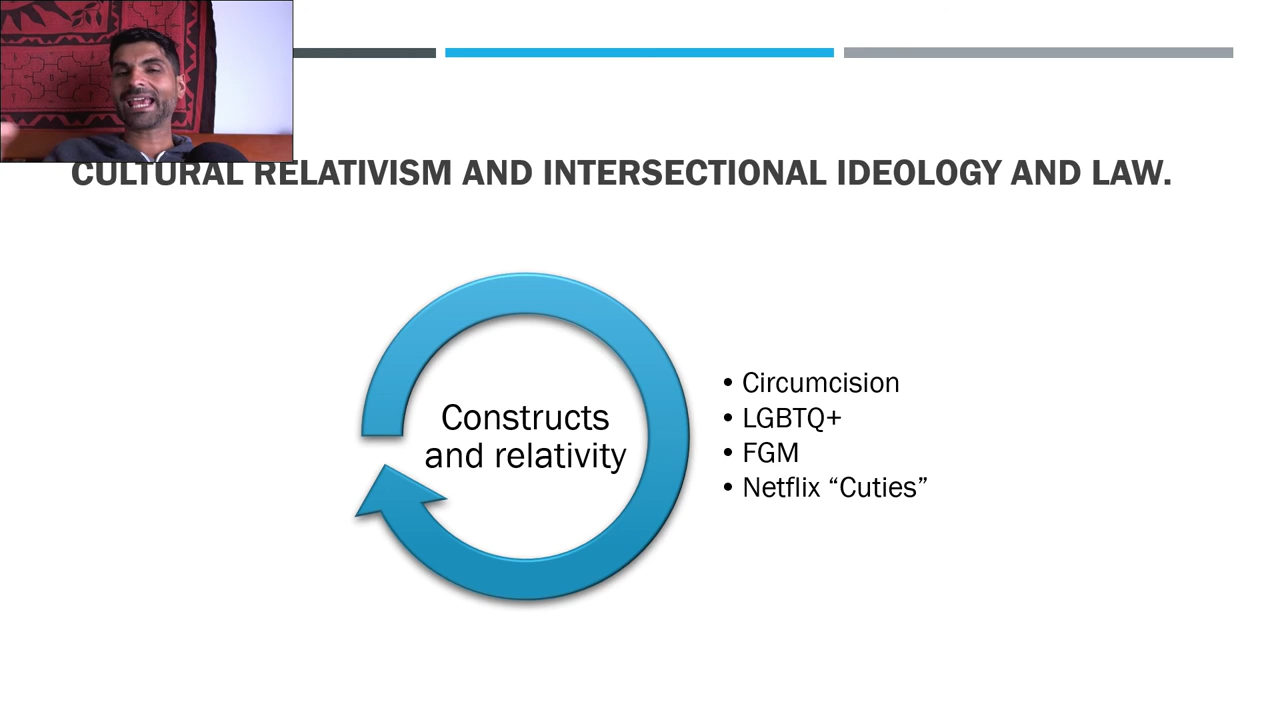 CULTURAL RELATIVISM AND INTERSECTIONAL IDEOLOGY AND LAW.
Constructs
and relativity
• Circumcision
• LGBTQ+
• FGM
• Netflix “Cuties”